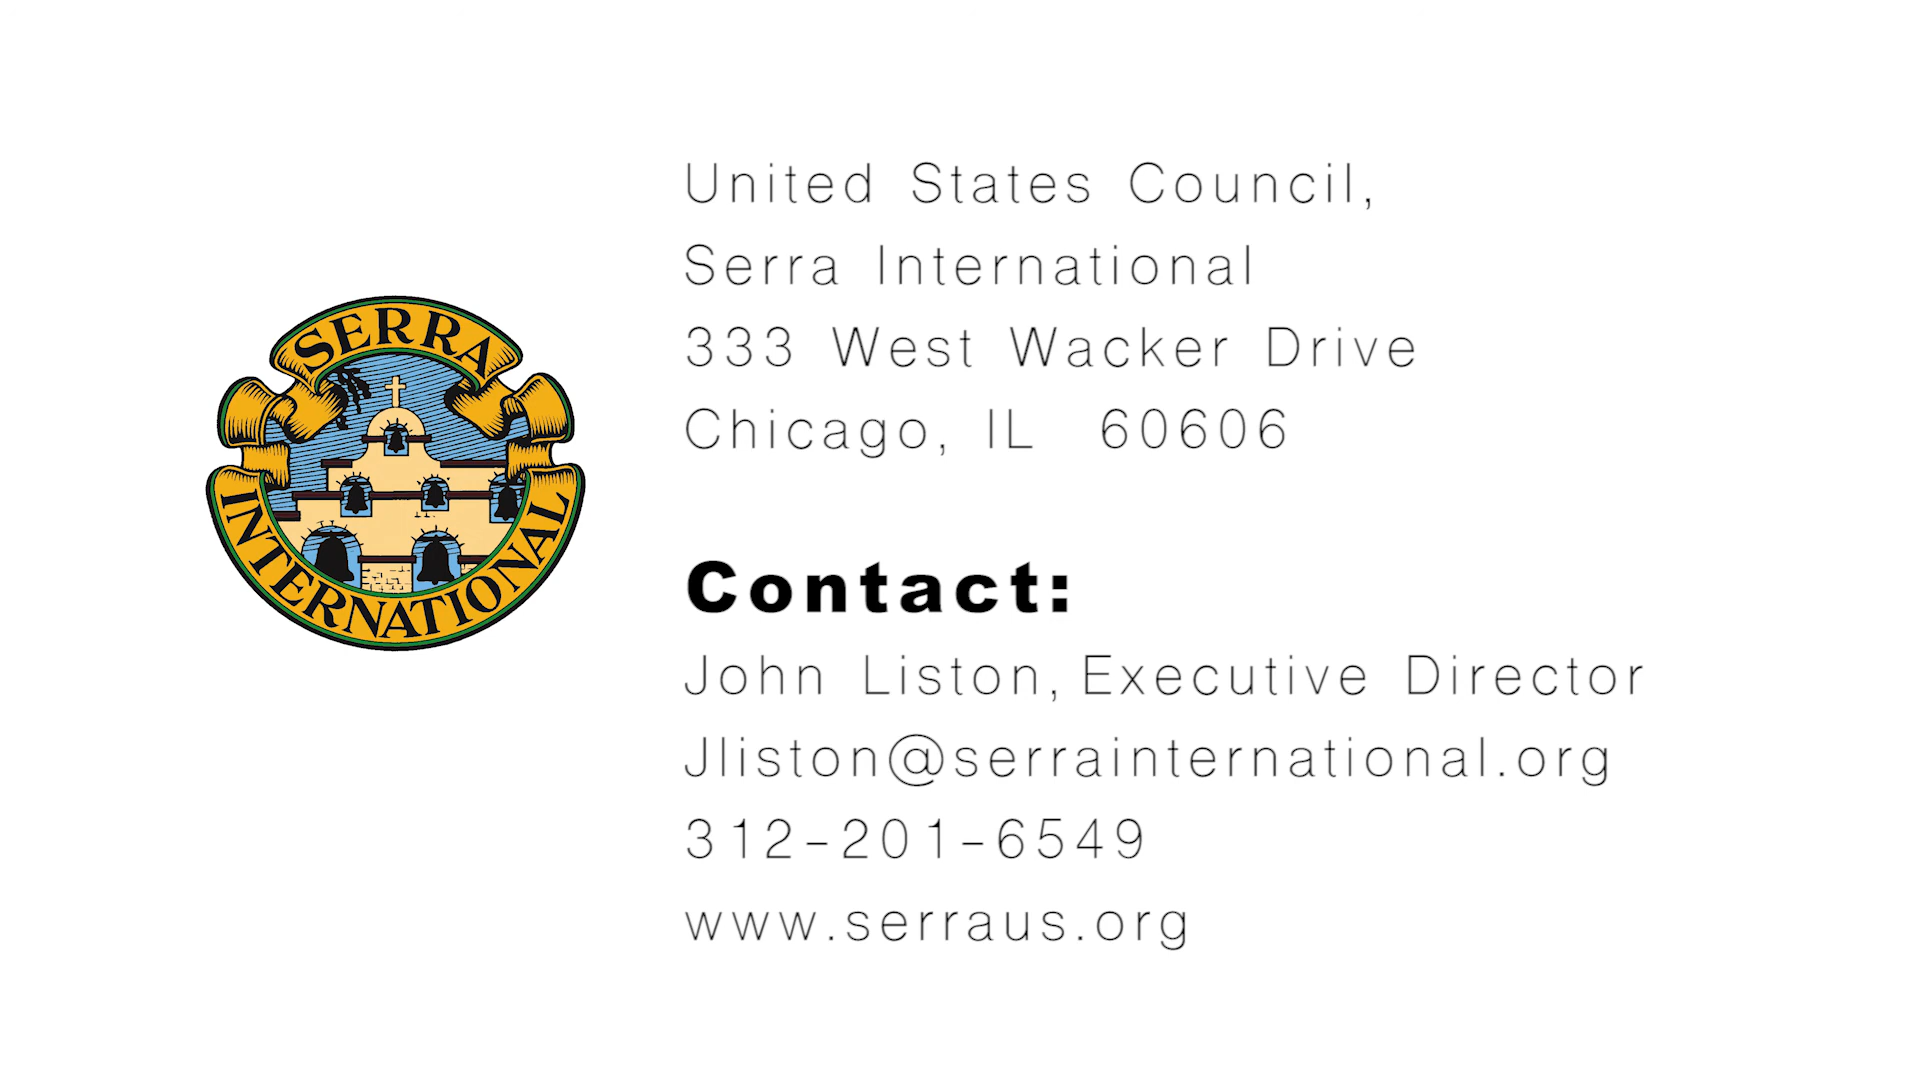 SERRA
INTERNATIONAL
United States Council,
Serra International
333 West Wacker Drive
Chicago, IL 60606
Contact:
John Liston, Executive Director
Jliston@serrainternational.org
312-201-6549
www.serraus.org